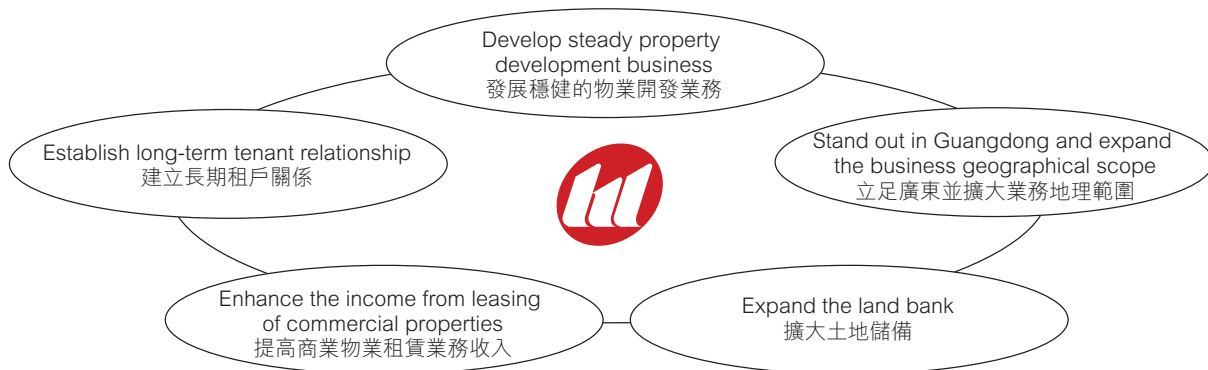 Develop steady property
development business
發展穩健的物業開發業務
Establish long-term tenant relationship
建立長期租戶關係
Stand out in Guangdong and expand
the business geographical scope
立足廣東並擴大業務地理範圍
Enhance the income from leasing
of commercial properties
提高商業物業租賃業務收入
Expand the land bank
擴大土地儲備